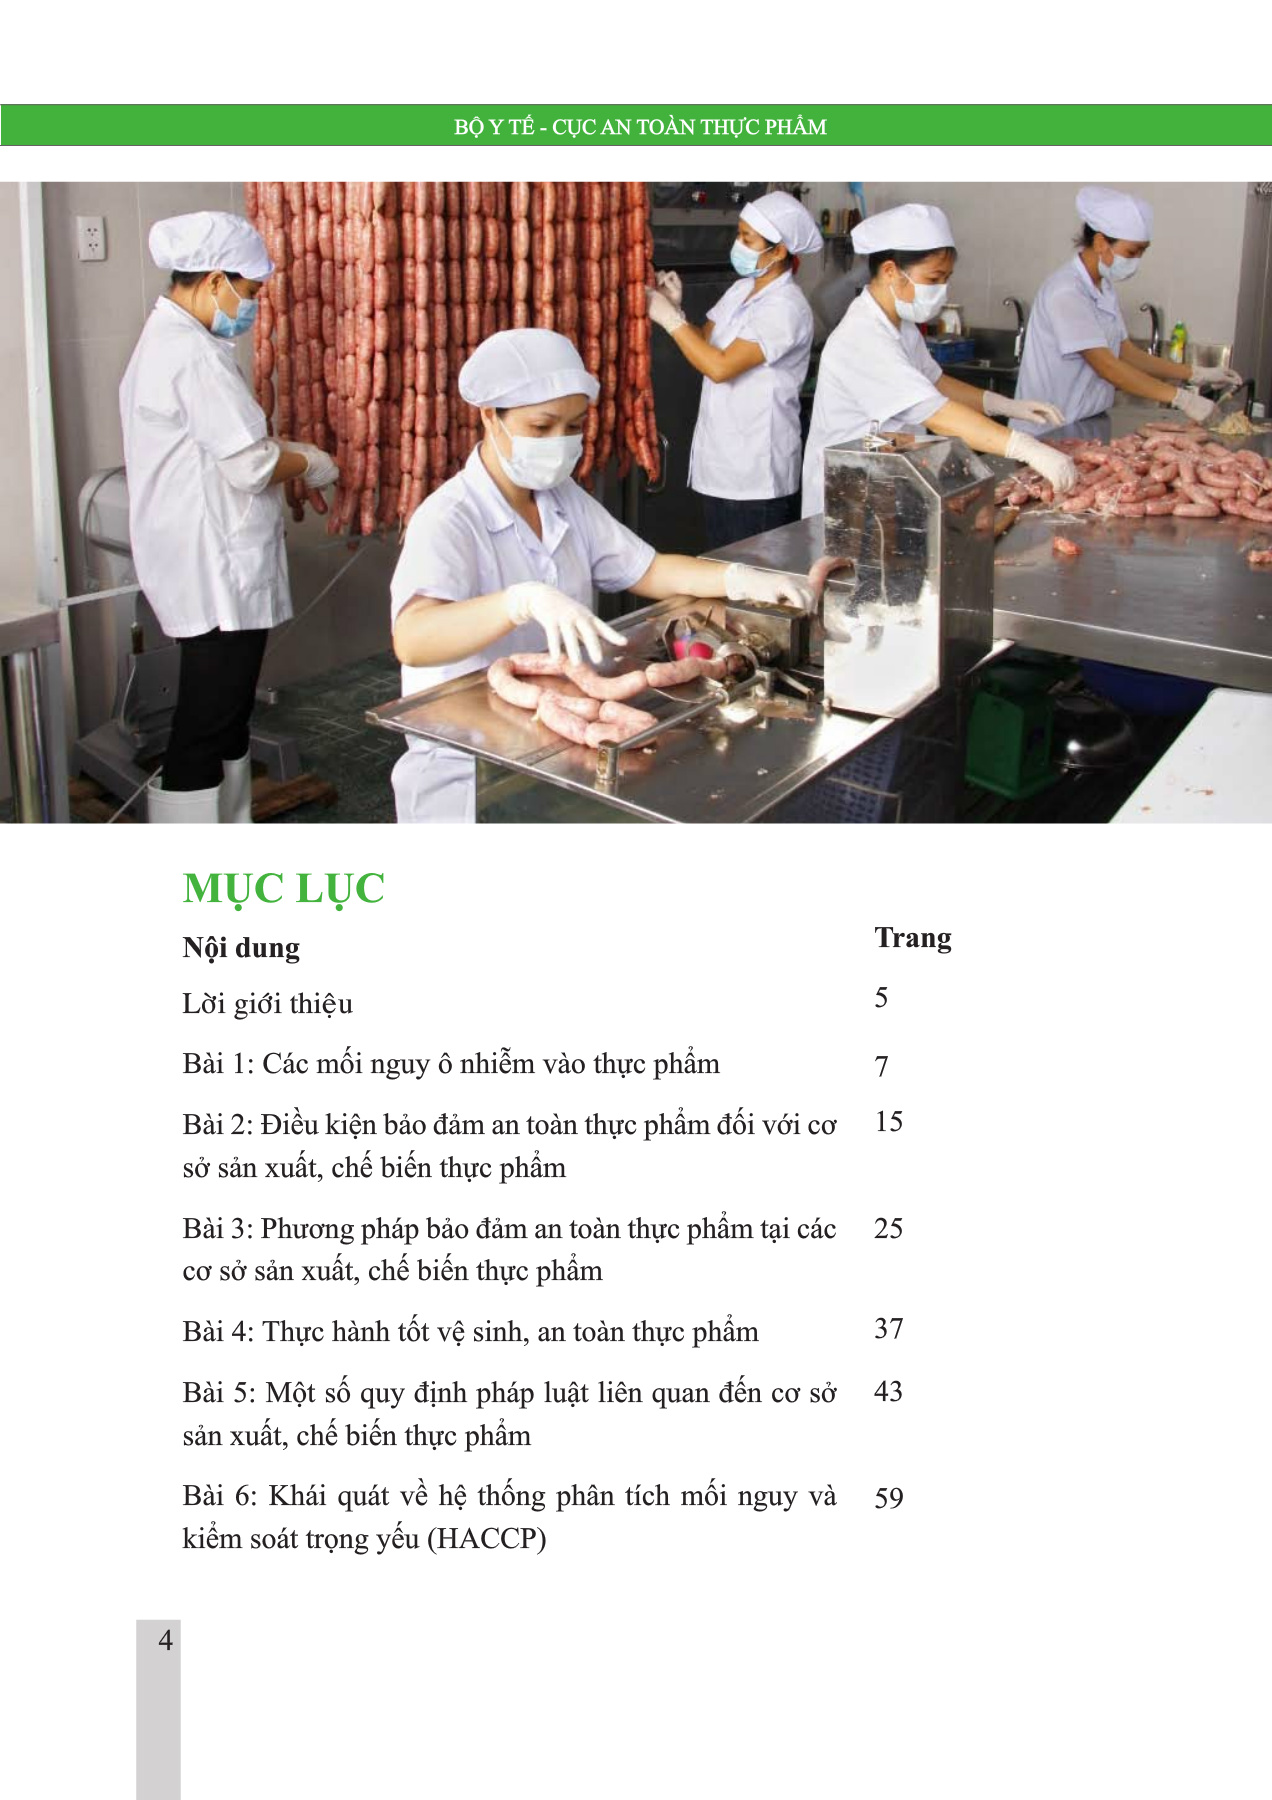 BỘ Y TẾ - CỤC AN TOÀN THỰC PHẨM
MỤC LỤC
Nội dung
Trang
Lời giới thiệu
5
Bài 1: Các mối nguy ô nhiễm vào thực phẩm
7
Bài 2: Điều kiện bảo đảm an toàn thực phẩm đối với cơ
15
sở sản xuất, chế biến thực phẩm
Bài 3: Phương pháp bảo đảm an toàn thực phẩm tại các
25
cơ sở sản xuất, chế biến thực phẩm
Bài 4: Thực hành tốt vệ sinh, an toàn thực phẩm
37
Bài 5: Một số quy định pháp luật liên quan đến cơ sở
43
sản xuất, chế biến thực phẩm
Bài 6: Khái quát về hệ thống phân tích mối nguy và
59
kiểm soát trọng yếu (HACCP)
4